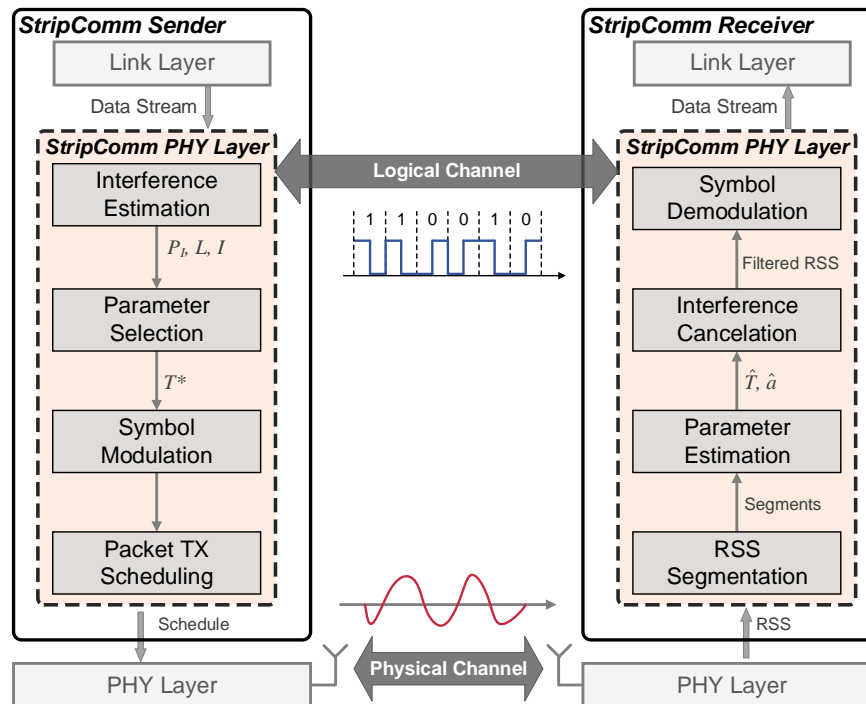 StripComm Sender
Link Layer
Data Stream
StripComm PHY Layer
Interference
Estimation
P_I, L, I
Parameter
Selection
T*
Symbol
Modulation
Packet TX
Scheduling
Schedule
PHY Layer
Logical Channel
1 1 0 0 1 0
Physical Channel
StripComm Receiver
Link Layer
Data Stream
StripComm PHY Layer
Symbol
Demodulation
Filtered RSS
Interference
Cancelation
T̂, â
Parameter
Estimation
Segments
RSS
Segmentation
RSS
PHY Layer